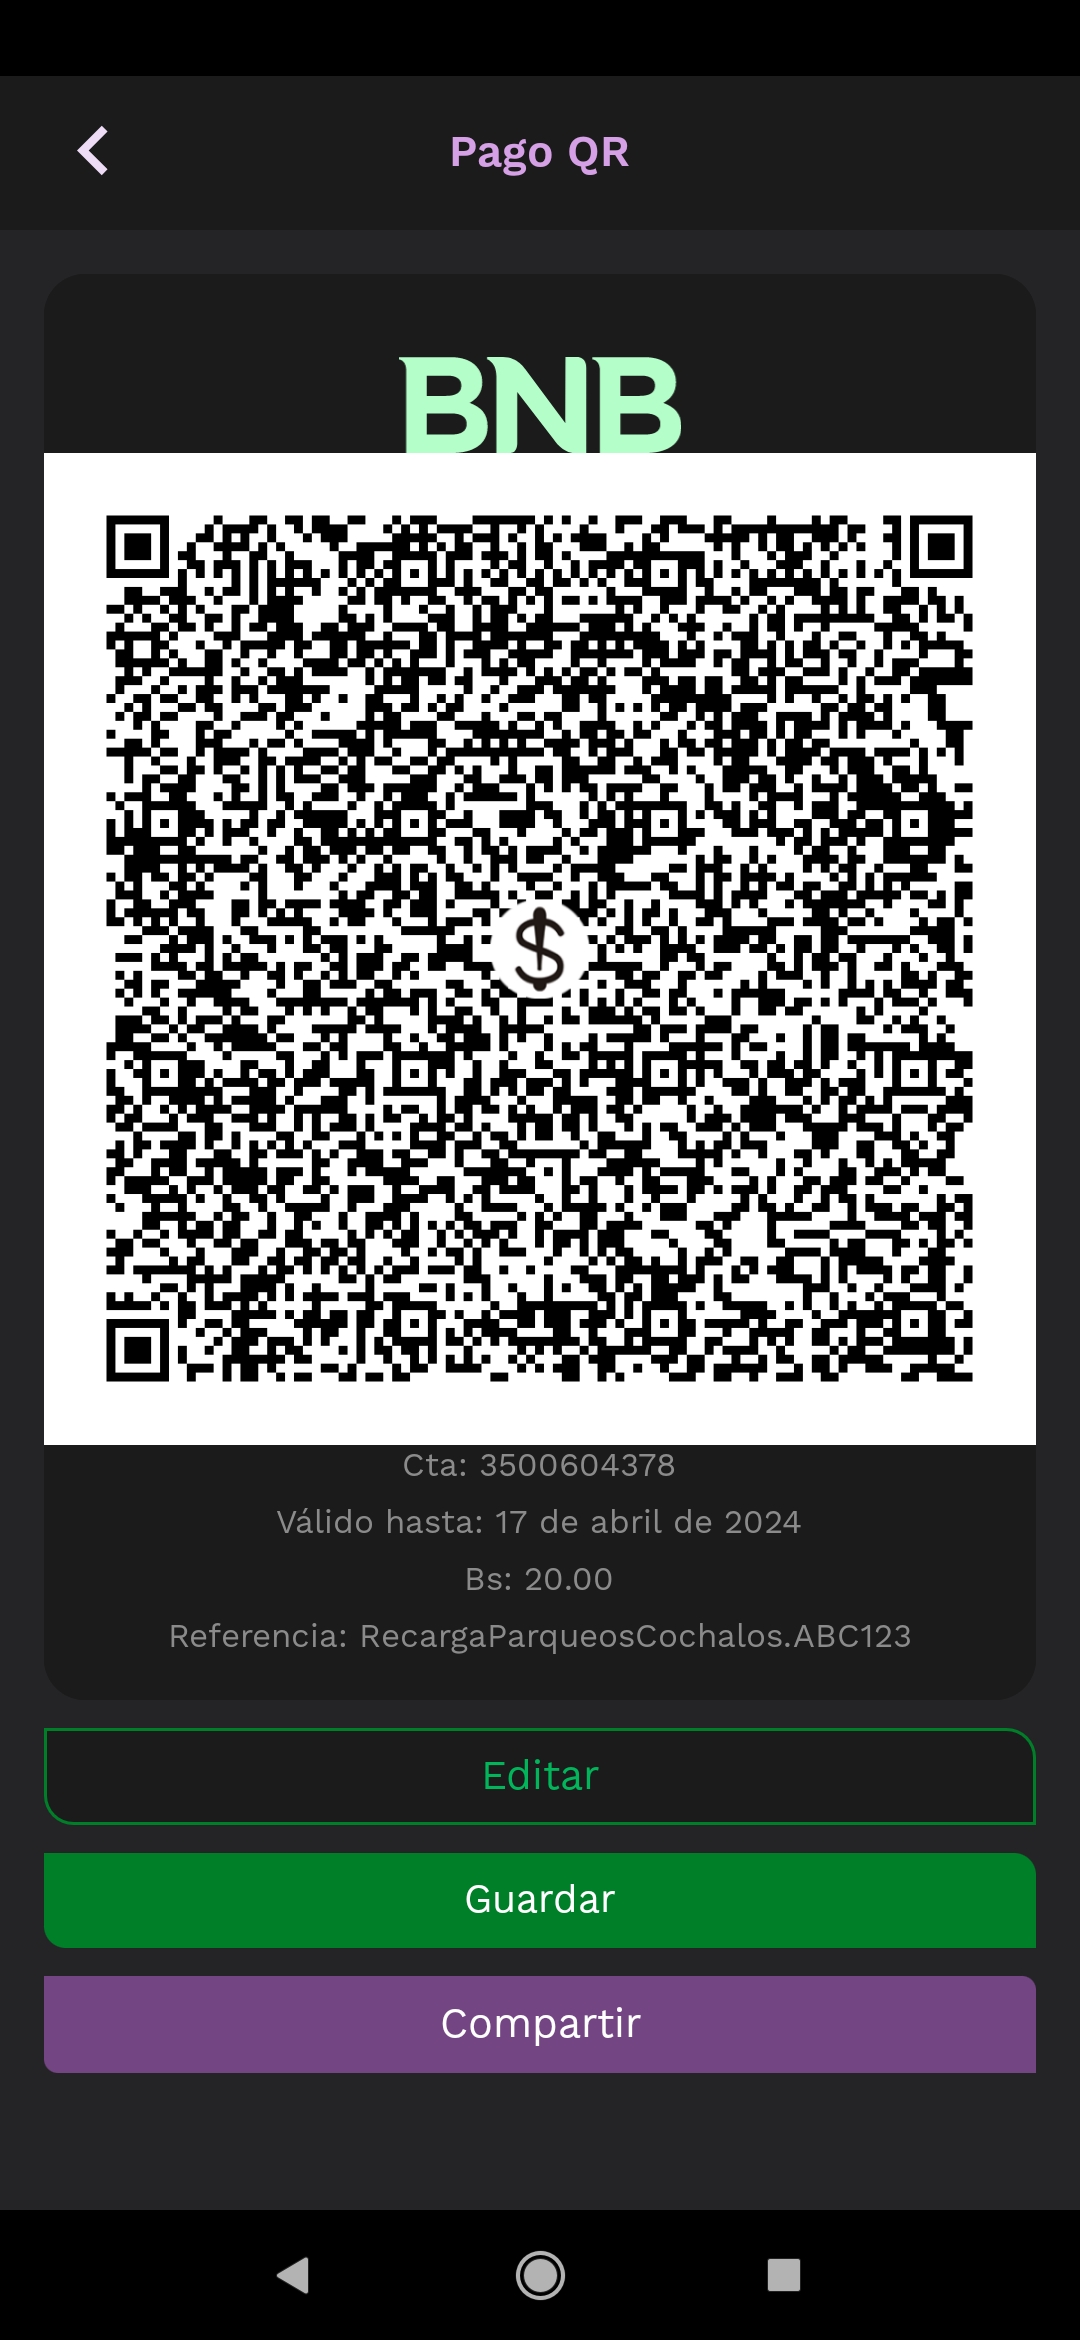 Pago QR
BNB
$
Cta: 3500604378
Válido hasta: 17 de abril de 2024
Bs: 20.00
Referencia: RecargaParqueosCochalos.ABC123
Editar
Guardar
Compartir